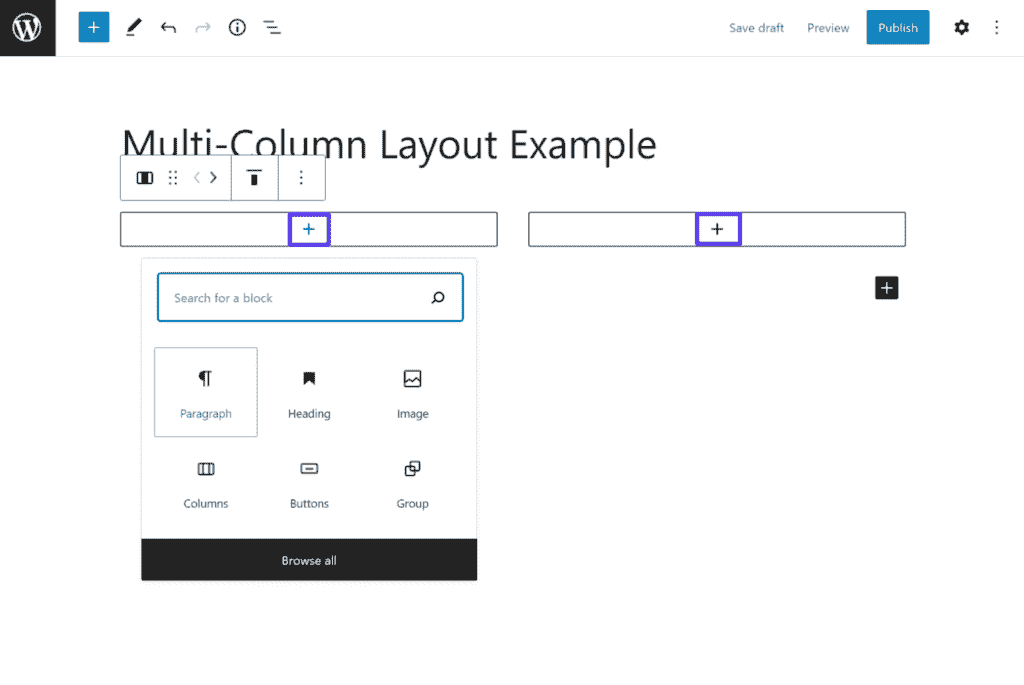 Save draft Preview Publish
Multi-Column Layout Example
Search for a block
Paragraph Heading Image
Columns Buttons Group
Browse all